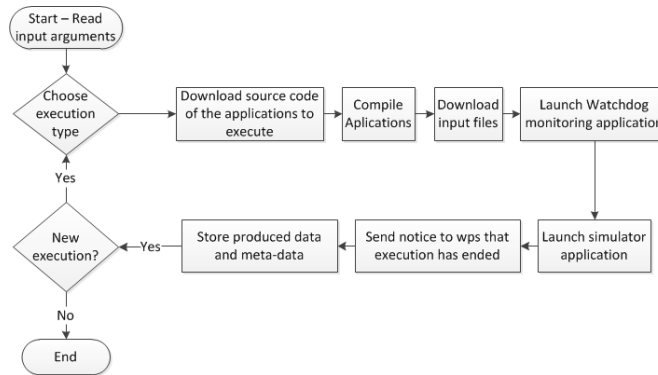 Start – Read
input arguments
Choose
execution
type
Download source code
of the applications to
execute
Compile
Aplications
Download
input files
Launch Watchdog
monitoring application
Yes
New
execution?
Yes
Store produced data
and meta-data
Send notice to wps that
execution has ended
Launch simulator
application
No
End